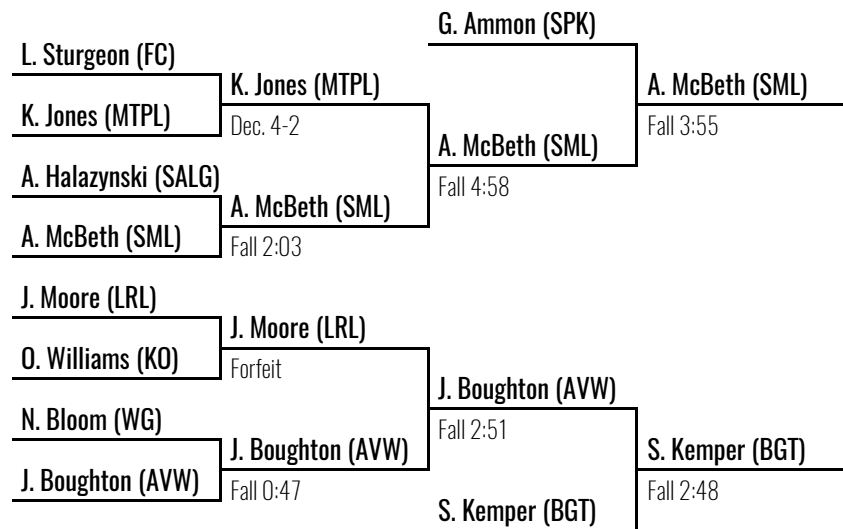 G. Ammon (SPK)
L. Sturgeon (FC)
K. Jones (MTPL)
A. McBeth (SML)
K. Jones (MTPL)
Dec. 4-2
Fall 3:55
A. McBeth (SML)
A. Halazynski (SALG)
Fall 4:58
A. McBeth (SML)
A. McBeth (SML)
Fall 2:03
J. Moore (LRL)
J. Moore (LRL)
O. Williams (KO)
Forfeit
J. Boughton (AVW)
N. Bloom (WG)
Fall 2:51
J. Boughton (AVW)
S. Kemper (BGT)
J. Boughton (AVW)
Fall 0:47
Fall 2:48
S. Kemper (BGT)